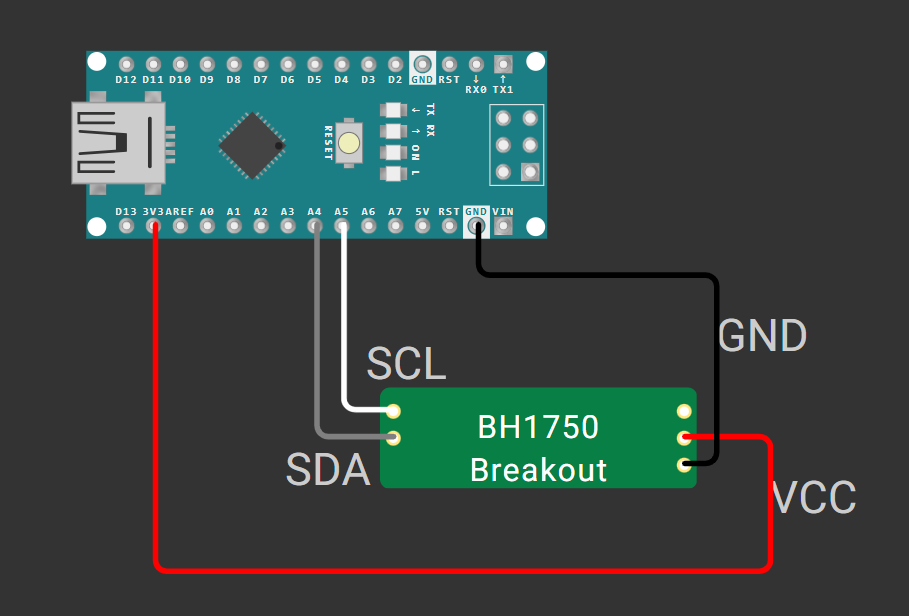 D12 D11 D10 D9 D8 D7 D6 D5 D4 D3 D2 GND RST ↓ ↑
RX0 TX1
RESET
← TX
→ RX
ON
L
D13 3V3 AREF A0 A1 A2 A3 A4 A5 A6 A7 5V RST GND VIN
GND
SCL
BH1750
Breakout
SDA
VCC